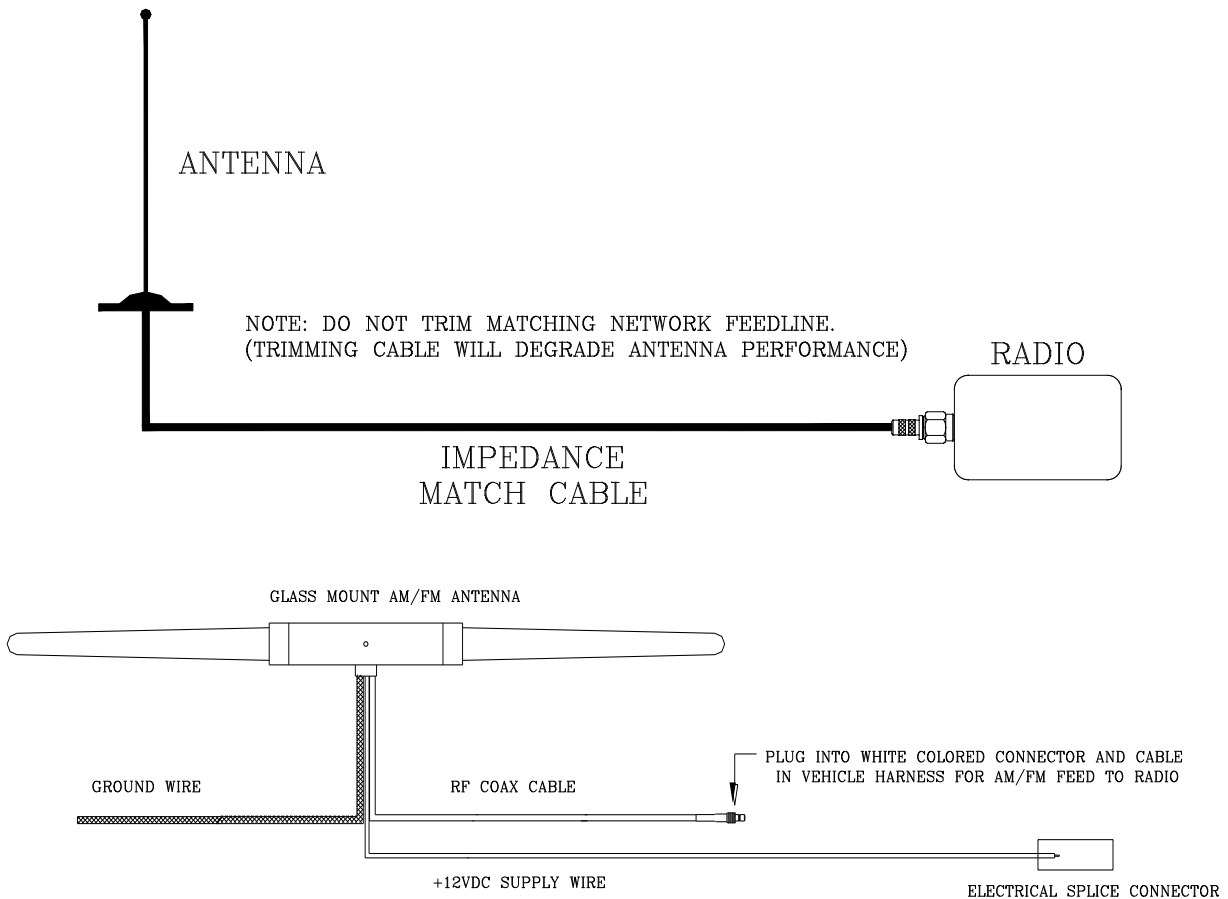 ANTENNA
NOTE: DO NOT TRIM MATCHING NETWORK FEEDLINE.
(TRIMMING CABLE WILL DEGRADE ANTENNA PERFORMANCE)
RADIO
IMPEDANCE
MATCH CABLE
GLASS MOUNT AM/FM ANTENNA
PLUG INTO WHITE COLORED CONNECTOR AND CABLE
IN VEHICLE HARNESS FOR AM/FM FEED TO RADIO
GROUND WIRE
RF COAX CABLE
+12VDC SUPPLY WIRE
ELECTRICAL SPLICE CONNECTOR